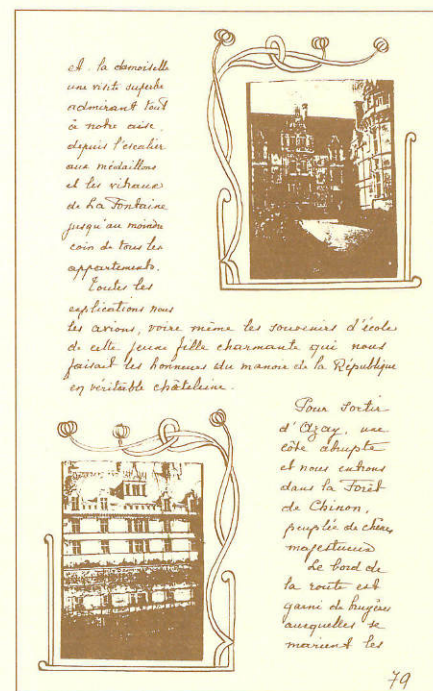 et la demoiselle
une visite superbe
admirant tout
à notre aise,
depuis l'escalier
aux médaillons
et les vitraux
de La Fontaine
jusqu'au moindre
coin de tous les
appartements.
Toutes les
explications nous
les avions, voire même les souvenirs d'école
de cette jeune fille charmante qui nous
faisait les honneurs du manoir de la République
en véritable châteleine.
Pour sortir
d'Azay, une
côte abrupte
et nous entrons
dans la Forêt
de Chinon,
peuplée de chênes
majestueux
Le bord de
la route est
garni de bruyères
auxquelles se
marient les
79